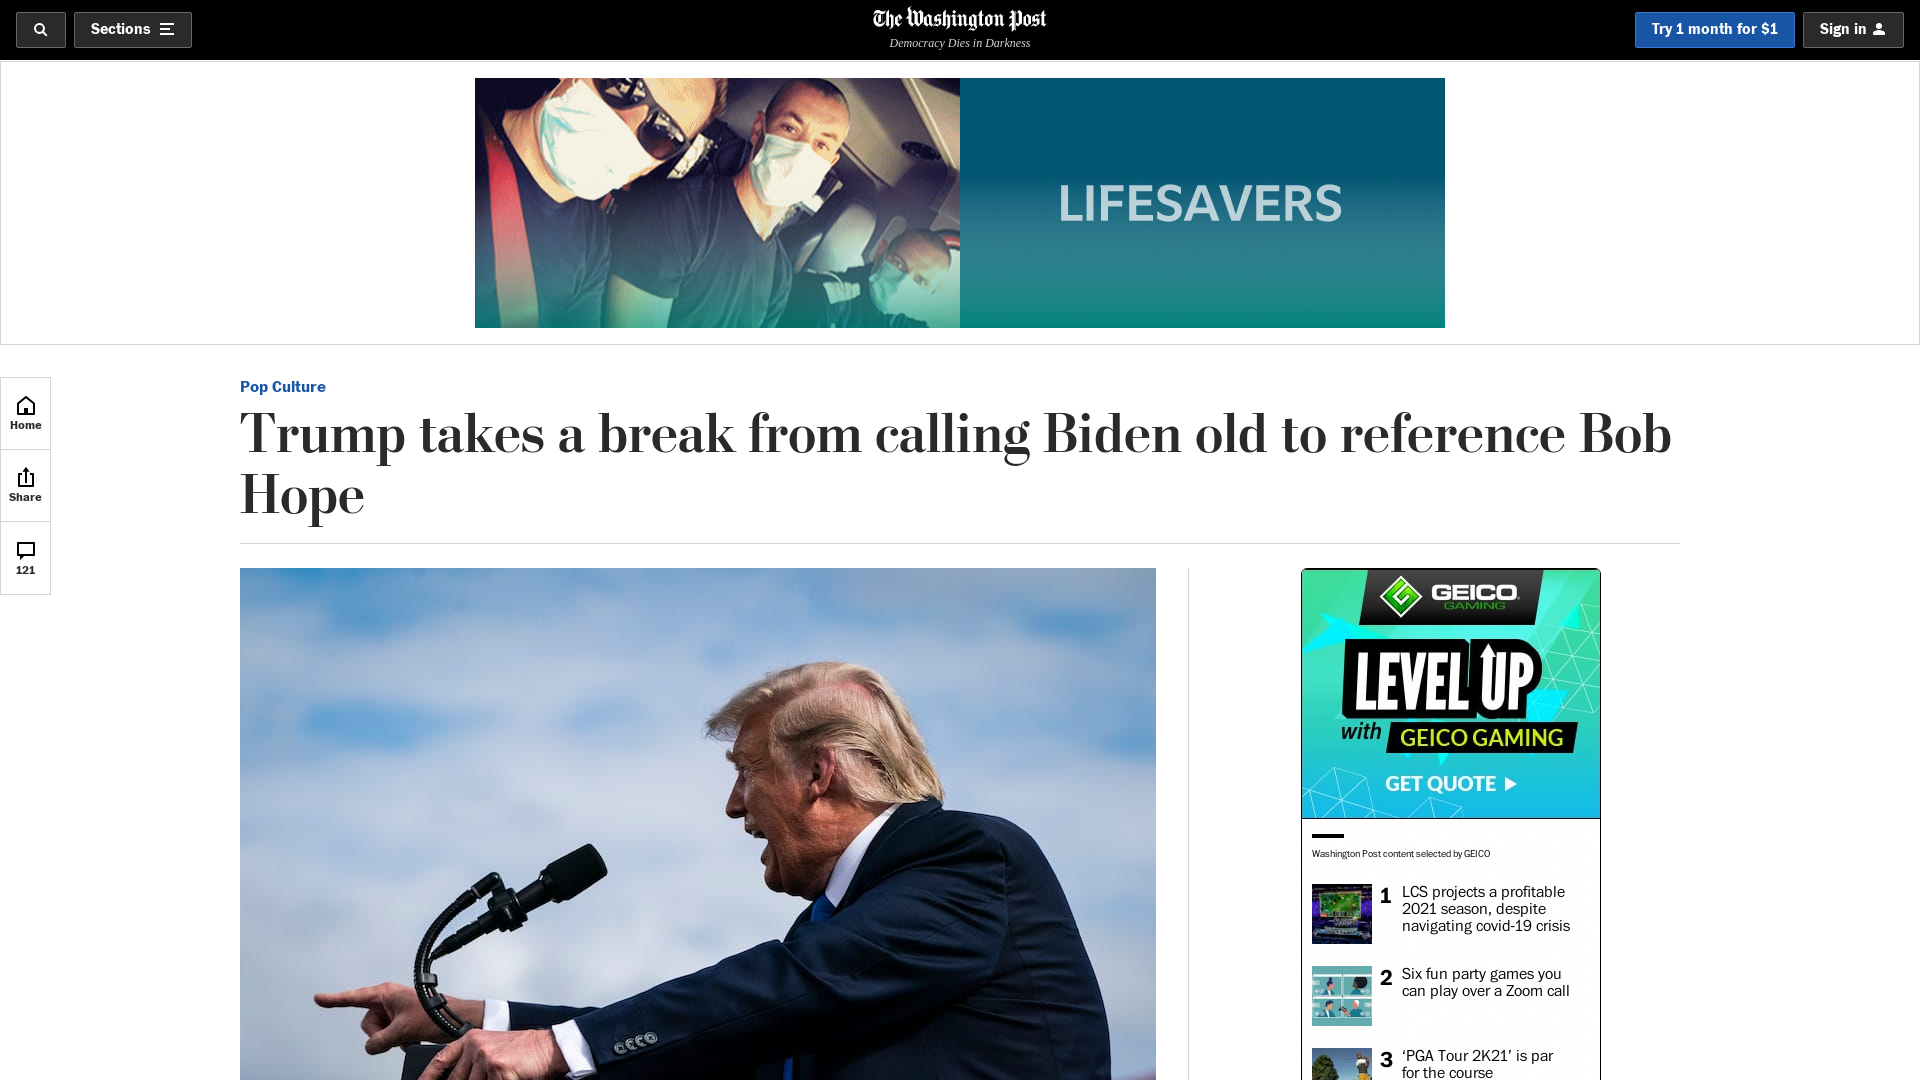 Sections
The Washington Post
Democracy Dies in Darkness
Try 1 month for $1
Sign in
LIFESAVERS
Home
Share
121
Pop Culture
Trump takes a break from calling Biden old to reference Bob
Hope
GEICO
GAMING
LEVEL UP
with GEICO GAMING
GET QUOTE
Washington Post content selected by GEICO
1 LCS projects a profitable
2021 season, despite
navigating covid-19 crisis
2 Six fun party games you
can play over a Zoom call
3 ‘PGA Tour 2K21’ is par
for the course